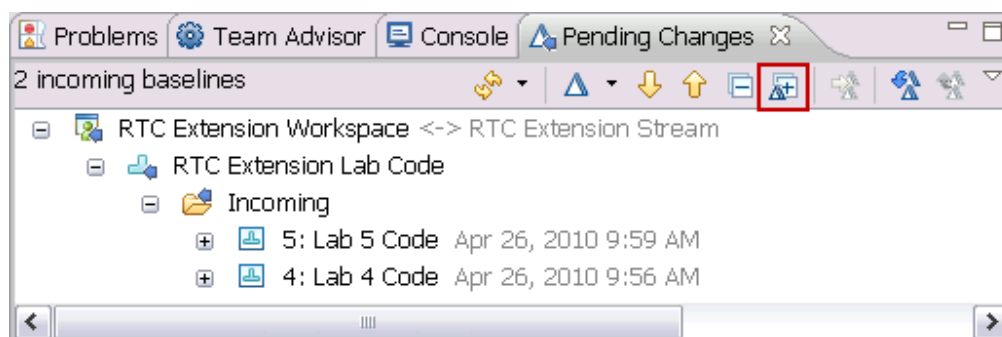 Problems Team Advisor Console Pending Changes
2 incoming baselines
RTC Extension Workspace <-> RTC Extension Stream
RTC Extension Lab Code
Incoming
5: Lab 5 Code Apr 26, 2010 9:59 AM
4: Lab 4 Code Apr 26, 2010 9:56 AM